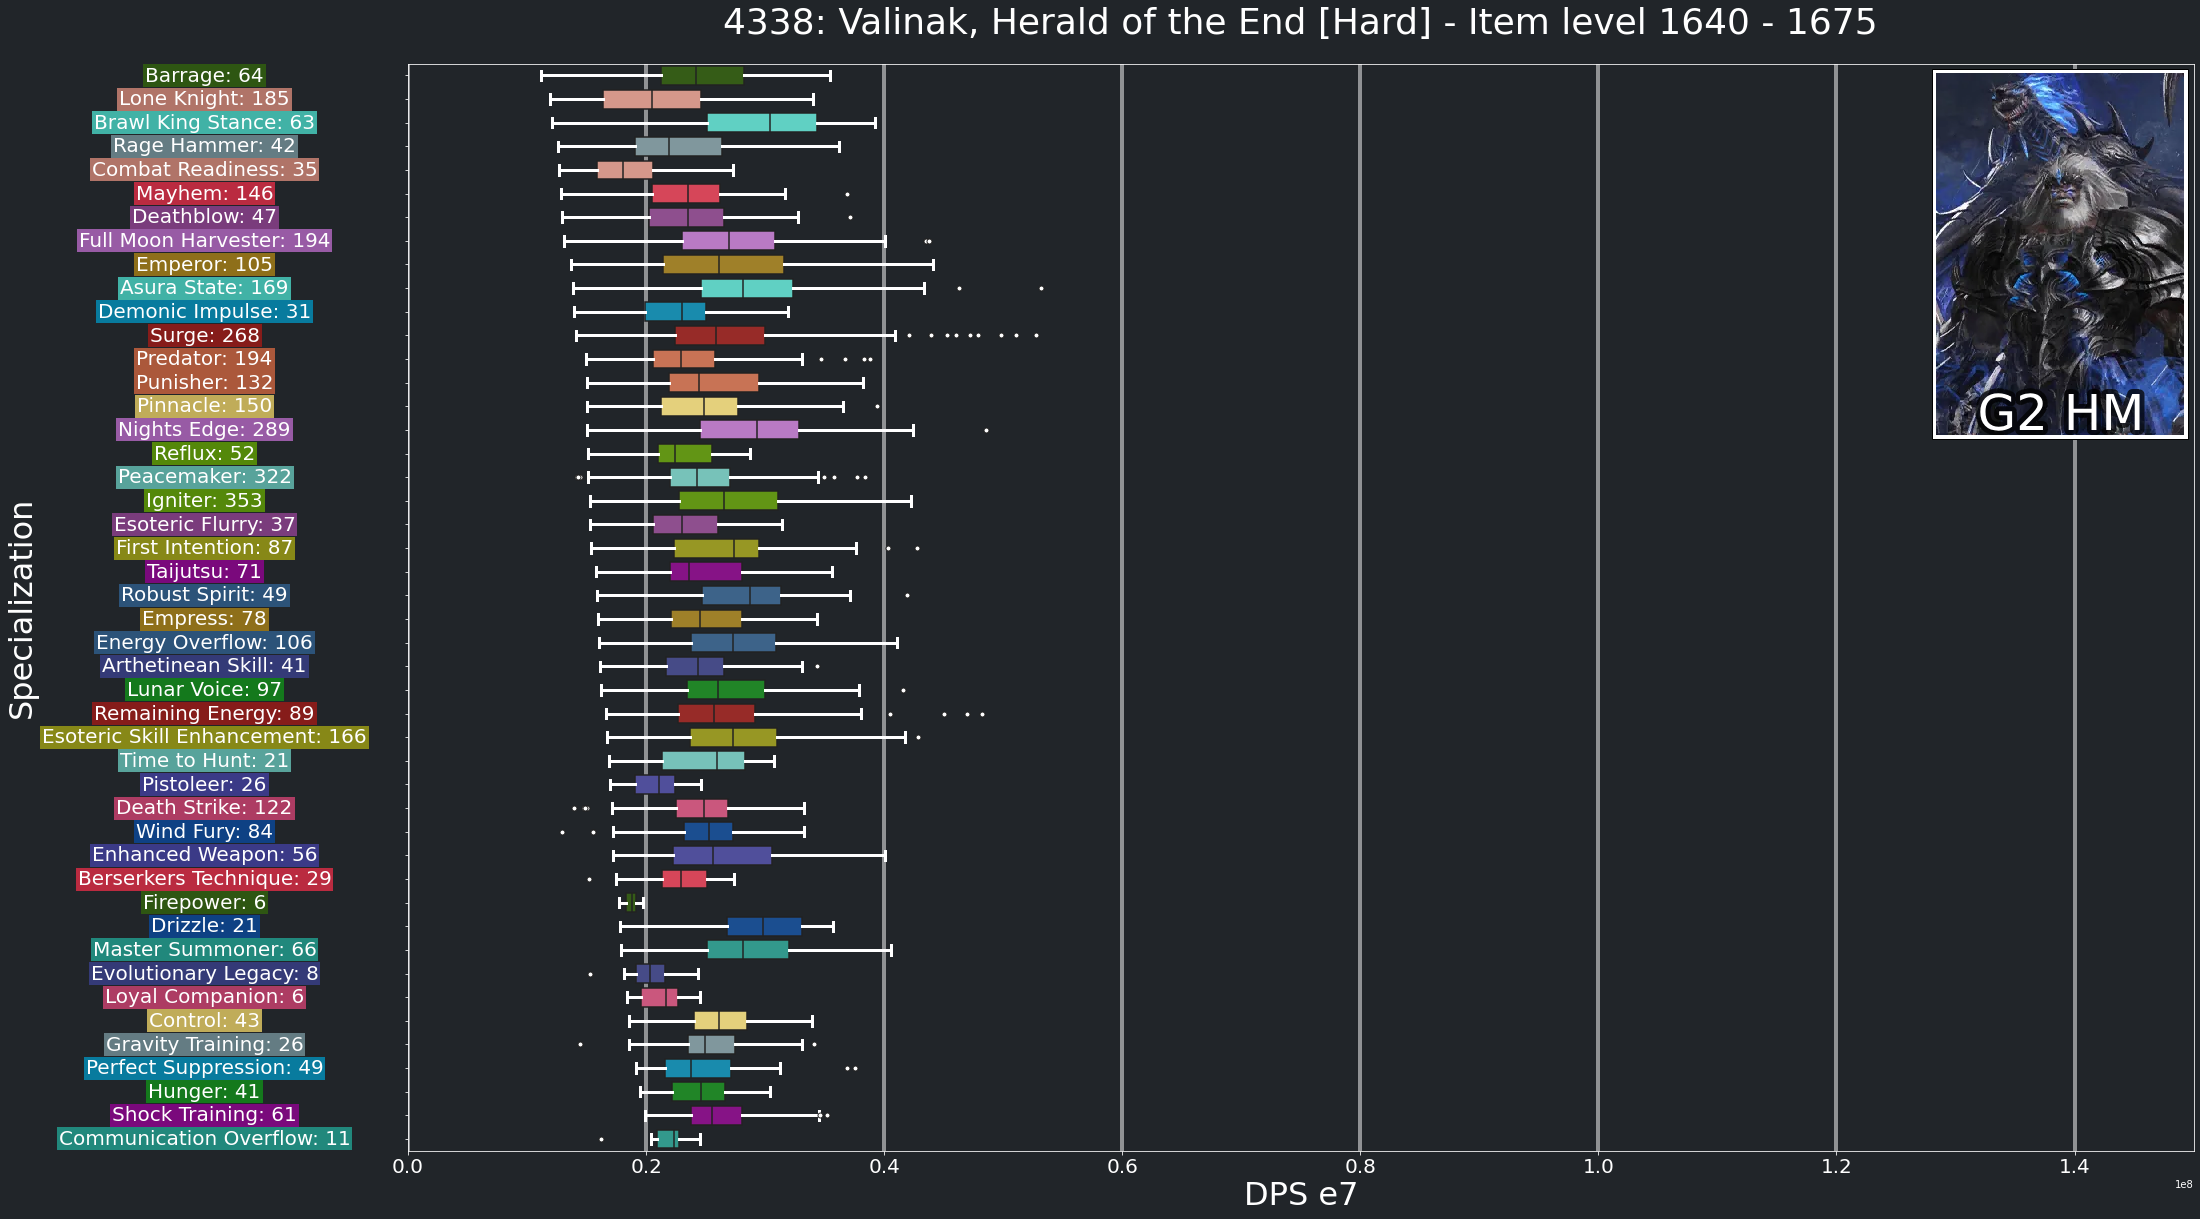 4338: Valinak, Herald of the End [Hard] - Item level 1640 - 1675
Barrage: 64
Lone Knight: 185
Brawl King Stance: 63
Rage Hammer: 42
Combat Readiness: 35
Mayhem: 146
Deathblow: 47
Full Moon Harvester: 194
Emperor: 105
Asura State: 169
Demonic Impulse: 31
Surge: 268
Predator: 194
Punisher: 132
Pinnacle: 150
Nights Edge: 289
Reflux: 52
Peacemaker: 322
Igniter: 353
Esoteric Flurry: 37
First Intention: 87
Taijutsu: 71
Robust Spirit: 49
Empress: 78
Energy Overflow: 106
Arthetinean Skill: 41
Lunar Voice: 97
Remaining Energy: 89
Esoteric Skill Enhancement: 166
Time to Hunt: 21
Pistoleer: 26
Death Strike: 122
Wind Fury: 84
Enhanced Weapon: 56
Berserkers Technique: 29
Firepower: 6
Drizzle: 21
Master Summoner: 66
Evolutionary Legacy: 8
Loyal Companion: 6
Control: 43
Gravity Training: 26
Perfect Suppression: 49
Hunger: 41
Shock Training: 61
Communication Overflow: 11
Specialization
G2 HM
0.0 0.2 0.4 0.6 0.8 1.0 1.2 1.4
1e8
DPS e7